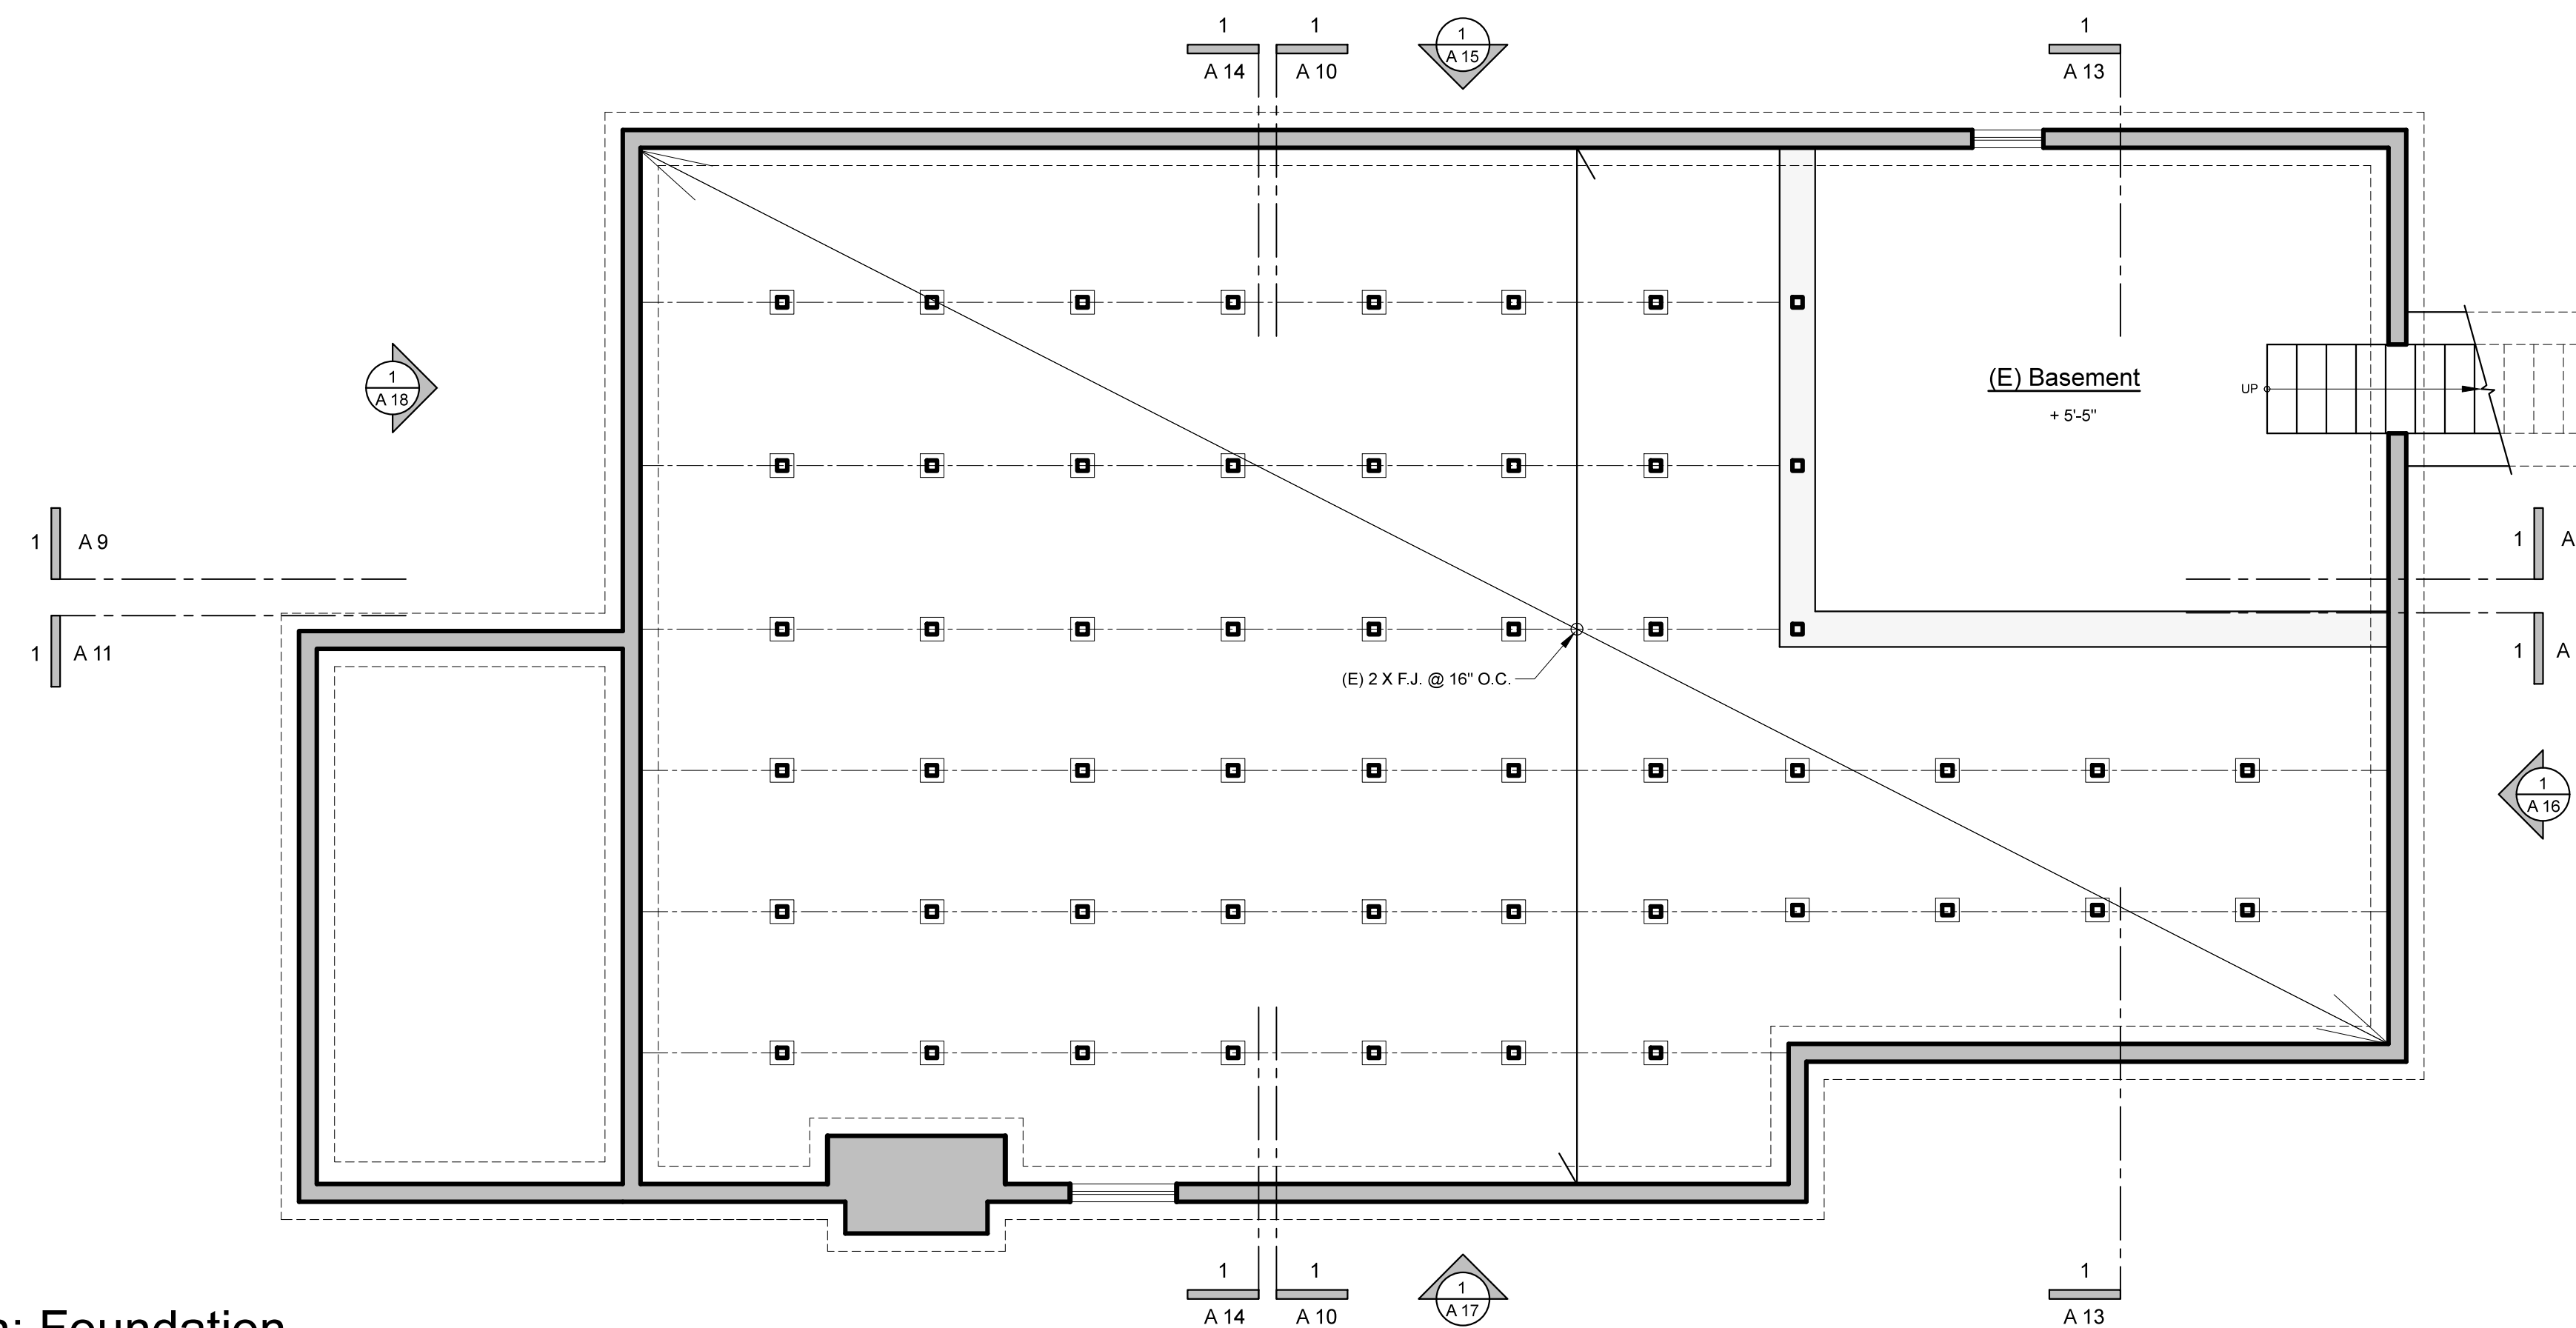 1
1
1
1
A 14
A 10
A 15
A 13
(E) Basement
+ 5'-5"
UP
1
A 18
1
A 9
1
A
1
A 11
1
A
(E) 2 X F.J. @ 16" O.C.
1
A 16
1
1
1
1
A 14
A 10
A 17
A 13
: Foundation